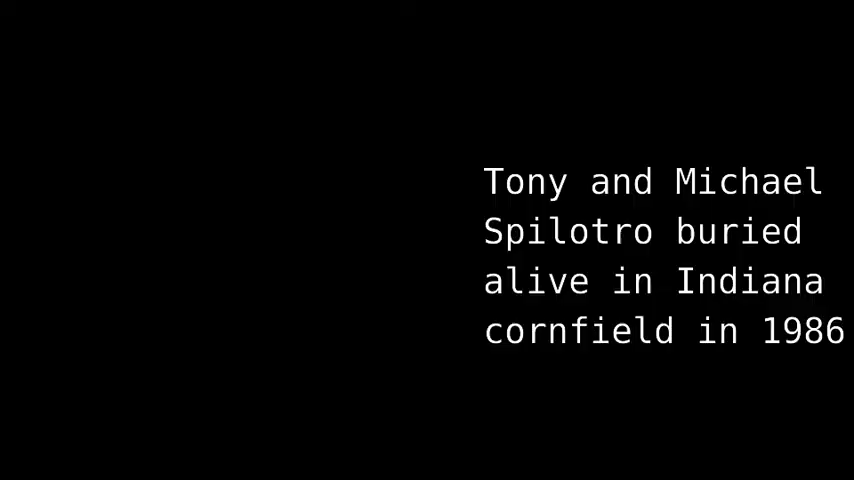 Tony and Michael
Spilotro buried
alive in Indiana
cornfield in 1986